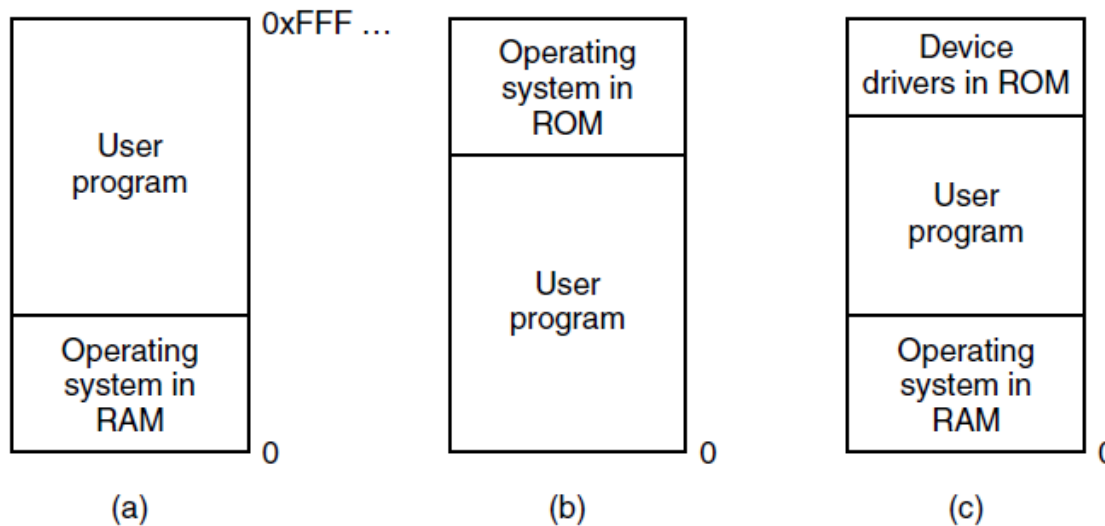 0xFFF …
User
program
Operating
system in
RAM
0
(a)
Operating
system in
ROM
User
program
0
(b)
Device
drivers in ROM
User
program
Operating
system in
RAM
0
(c)